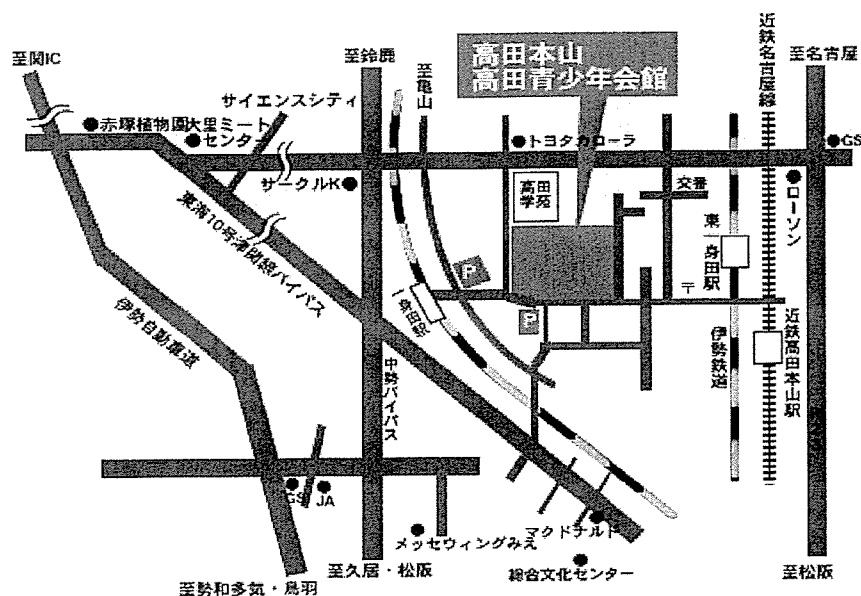 至関IC
至鈴鹿
至亀山
高田本山
高田青少年会館
近鉄名古屋線
至名古屋
サイエンスシティ
赤塚植物園
大里ミート
センター
トヨタカローラ
GS
サークルK
高田
学苑
交番
ローソン
東一身田駅
東海10号津関線バイパス
P
一身田駅
P
〒
伊勢自動車道
中勢バイパス
伊勢鉄道
近鉄高田本山駅
GS
JA
メッセウィングみえ
マクドナルド
総合文化センター
至勢和多気・鳥羽
至久居・松阪
至松阪